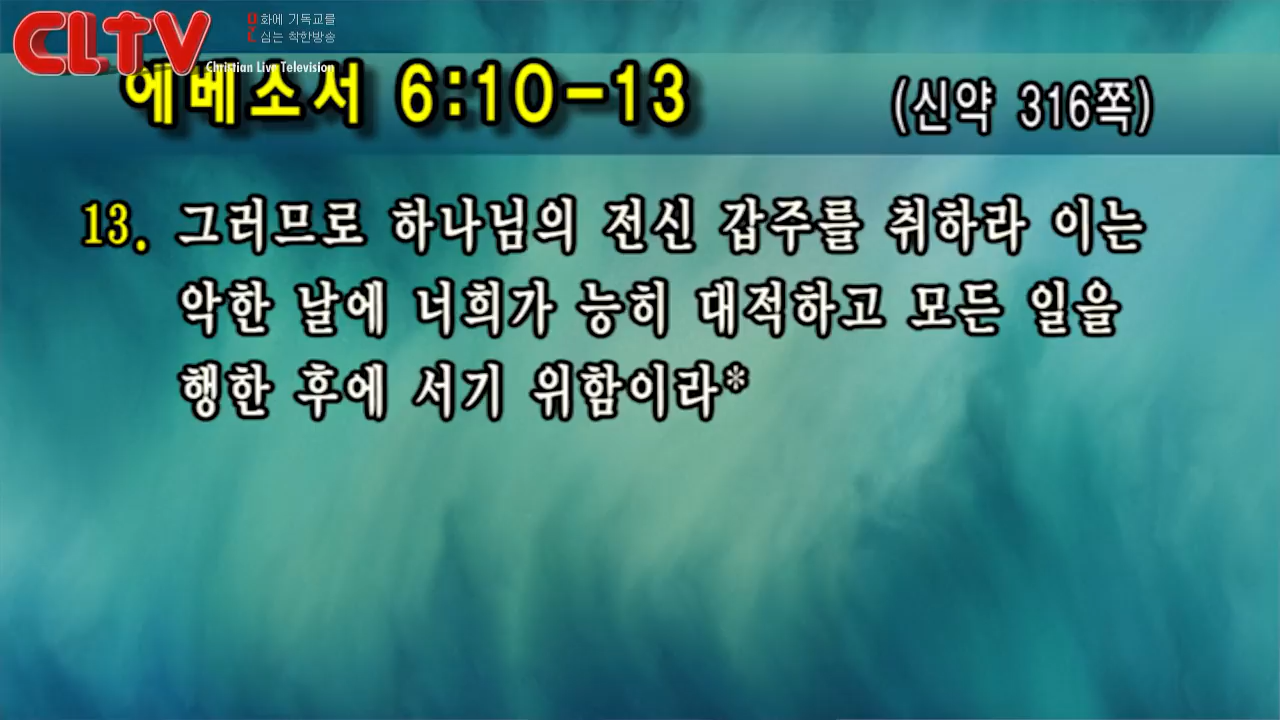 CLTV
문화에 기독교를
심는 착한방송
Christian Live Television
에베소서 6:10-13
(신약 316쪽)
13. 그러므로 하나님의 전신 갑주를 취하라 이는
악한 날에 너희가 능히 대적하고 모든 일을
행한 후에 서기 위함이라*